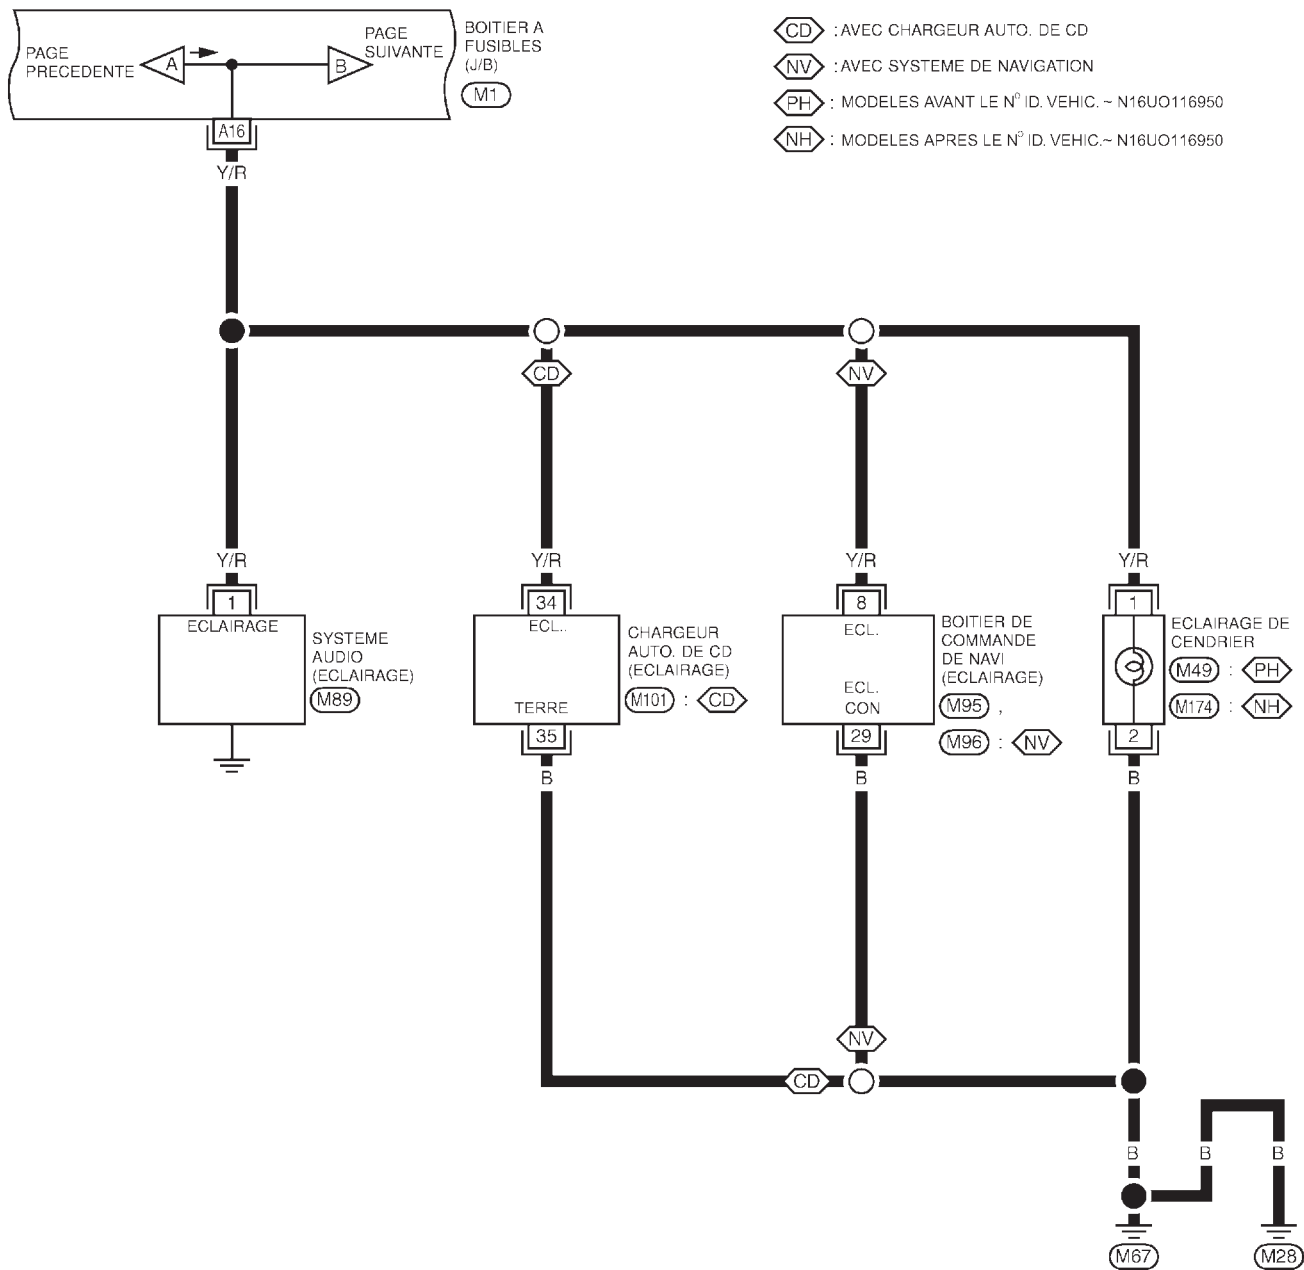 PAGE
PRECEDENTE
A
B
PAGE
SUIVANTE
BOITIER A
FUSIBLES
(J/B)
M1
A16
Y/R
CD : AVEC CHARGEUR AUTO. DE CD
NV : AVEC SYSTEME DE NAVIGATION
PH : MODELES AVANT LE N° ID. VEHIC. ~ N16UO116950
NH : MODELES APRES LE N° ID. VEHIC.~ N16UO116950
CD
NV
Y/R
Y/R
Y/R
Y/R
1
ECLAIRAGE
SYSTEME
AUDIO
(ECLAIRAGE)
M89
34
ECL..
TERRE
35
CHARGEUR
AUTO. DE CD
(ECLAIRAGE)
M101 : CD
8
ECL.
ECL.
CON
29
BOITIER DE
COMMANDE
DE NAVI
(ECLAIRAGE)
M95 ,
M96 : NV
1
2
ECLAIRAGE DE
CENDRIER
M49 : PH
M174 : NH
B
B
B
NV
CD
B
B
B
M67
M28